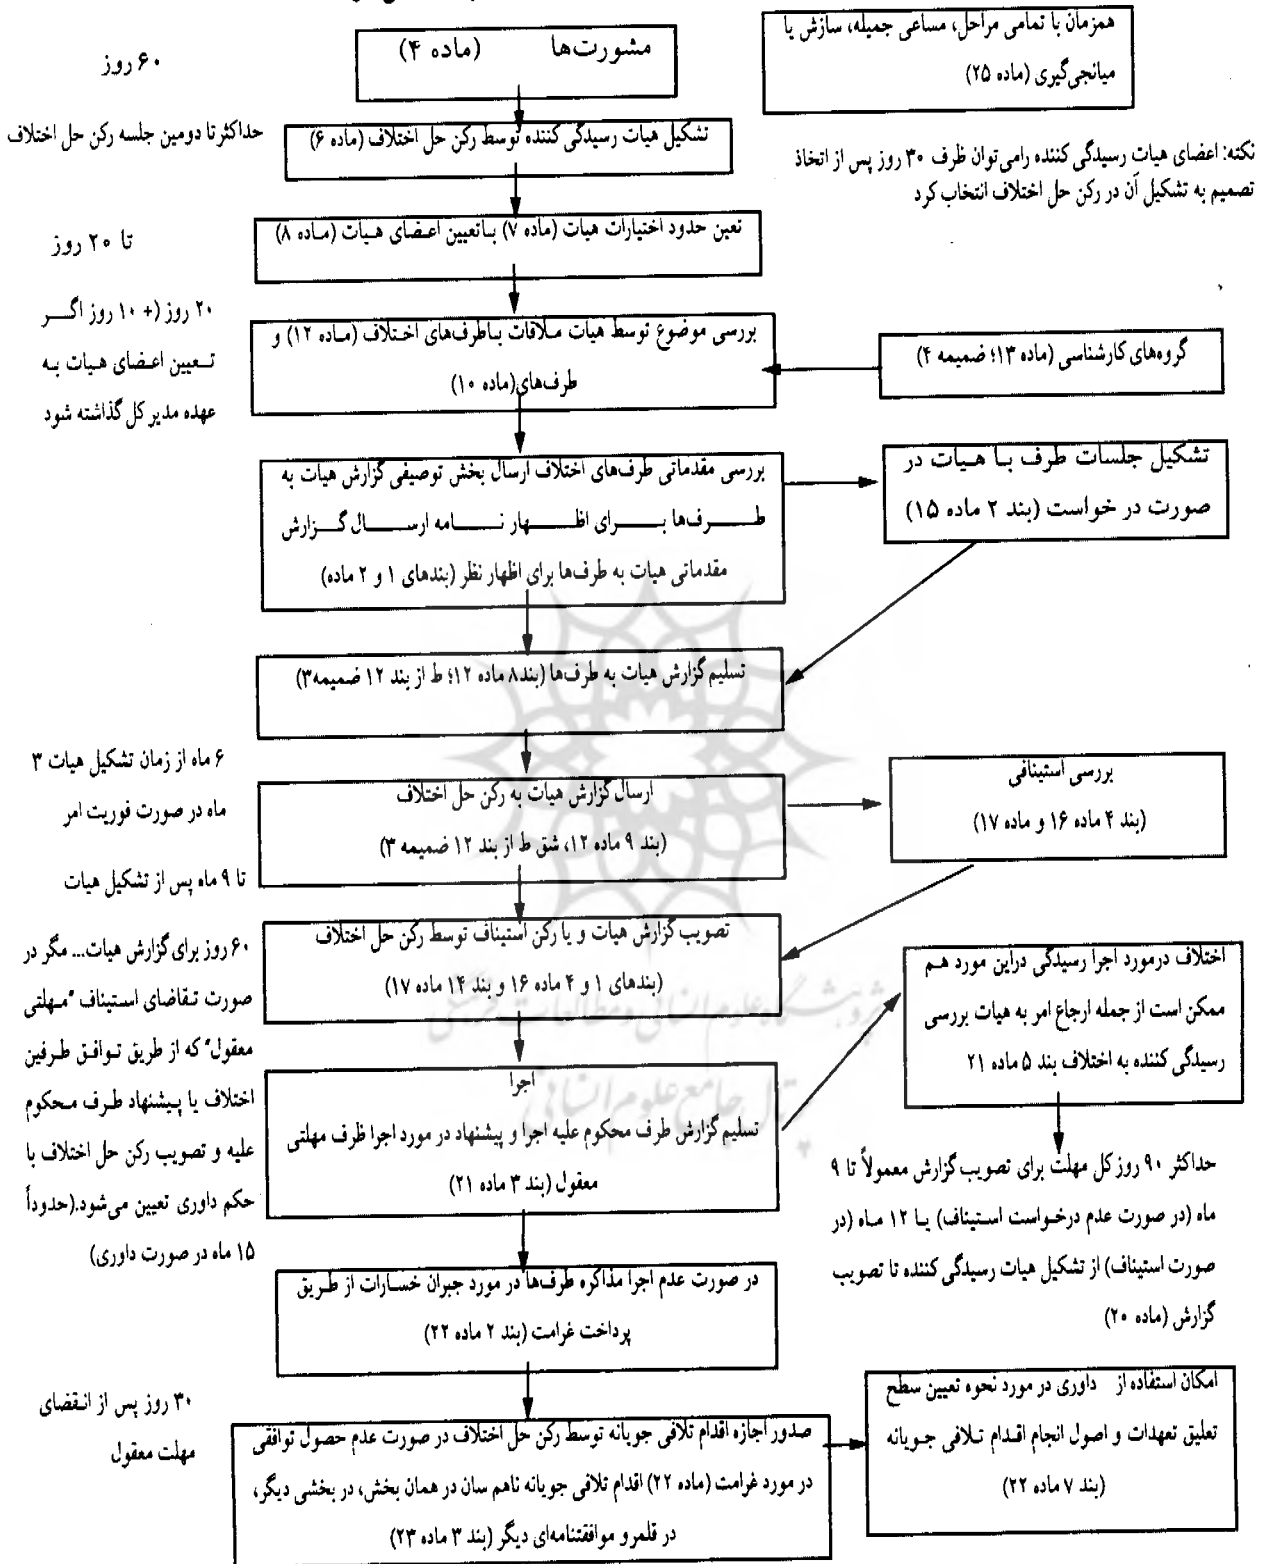 همزمان با تمامی مراحل، مساعی جمیله، سازش یا
میانجی‌گیری (ماده ۲۵)
مشورت‌ها (ماده ۴)
۶۰ روز
تشکیل هیات رسیدگی کننده توسط رکن حل اختلاف (ماده ۶)
حداکثر تا دومین جلسه رکن حل اختلاف
نکته: اعضای هیات رسیدگی کننده رامی‌توان ظرف ۳۰ روز پس از اتخاذ
تصمیم به تشکیل آن در رکن حل اختلاف انتخاب کرد
تعین حدود اختیارات هیات (ماده ۷) باتعیین اعضای هیات (ماده ۸)
تا ۲۰ روز
بررسی موضوع توسط هیات ملاقات باطرف‌های اختلاف (ماده ۱۲) و
طرف‌های(ماده ۱۰)
۲۰ روز (+ ۱۰ روز اگر
تعیین اعضای هیات به
عهده مدیر کل گذاشته شود
گروه‌های کارشناسی (ماده ۱۳؛ ضمیمه ۴)
بررسی مقدماتی طرف‌های اختلاف ارسال بخش توصیفی گزارش هیات به
طرف‌ها برای اظهار نامه ارسال گزارش
مقدماتی هیات به طرف‌ها برای اظهار نظر (بندهای ۱ و ۲ ماده)
تشکیل جلسات طرف با هیات در
صورت در خواست (بند ۲ ماده ۱۵)
تسلیم گزارش هیات به طرف‌ها (بند۸ ماده ۱۲؛ ط از بند ۱۲ ضمیمه۳)
۶ ماه از زمان تشکیل هیات ۳
ماه در صورت فوریت امر
ارسال گزارش هیات به رکن حل اختلاف
(بند ۹ ماده ۱۲، شق ط از بند ۱۲ ضمیمه ۳)
تا ۹ ماه پس از تشکیل هیات
بررسی استینافی
(بند ۴ ماده ۱۶ و ماده ۱۷)
تصویب گزارش هیات و یا رکن استیناف توسط رکن حل اختلاف
(بندهای ۱ و ۴ ماده ۱۶ و بند ۱۴ ماده ۱۷)
۶۰ روز برای گزارش هیات... مگر در
صورت تقاضای استیناف "مهلتی
معقول" که از طریق توافق طرفین
اختلاف یا پیشنهاد طرف محکوم
علیه و تصویب رکن حل اختلاف با
حکم داوری تعیین می‌شود.(حدوداً
۱۵ ماه در صورت داوری)
اختلاف درمورد اجرا رسیدگی دراین مورد هم
ممکن است از جمله ارجاع امر به هیات بررسی
رسیدگی کننده به اختلاف بند ۵ ماده ۲۱
پژوهشگاه علوم انسانی و مطالعات فرهنگی
پرتال جامع علوم انسانی
اجرا
تسلیم گزارش طرف محکوم علیه اجرا و پیشنهاد در مورد اجرا ظرف مهلتی
معقول (بند ۳ ماده ۲۱)
حداکثر ۹۰ روزکل مهلت برای تصویب گزارش معمولاً تا ۹
ماه (در صورت عدم درخواست استیناف) یا ۱۲ ماه (در
صورت استیناف) از تشکیل هیات رسیدگی کننده تا تصویب
گزارش (ماده ۲۰)
در صورت عدم اجرا مذاکره طرف‌ها در مورد جبران خسارات از طریق
پرداخت غرامت (بند ۲ ماده ۲۲)
۳۰ روز پس از انقضای
مهلت معقول
صدور اجازه اقدام تلافی جویانه توسط رکن حل اختلاف در صورت عدم حصول توافقی
در مورد غرامت (ماده ۲۲) اقدام تلافی جویانه ناهم سان در همان بخش، در بخشی دیگر،
در قلمرو موافقتنامه‌ای دیگر (بند ۳ ماده ۲۳)
امکان استفاده از داوری در مورد نحوه تعیین سطح
تعلیق تعهدات و اصول انجام اقدام تلافی جویانه
(بند ۷ ماده ۲۲)